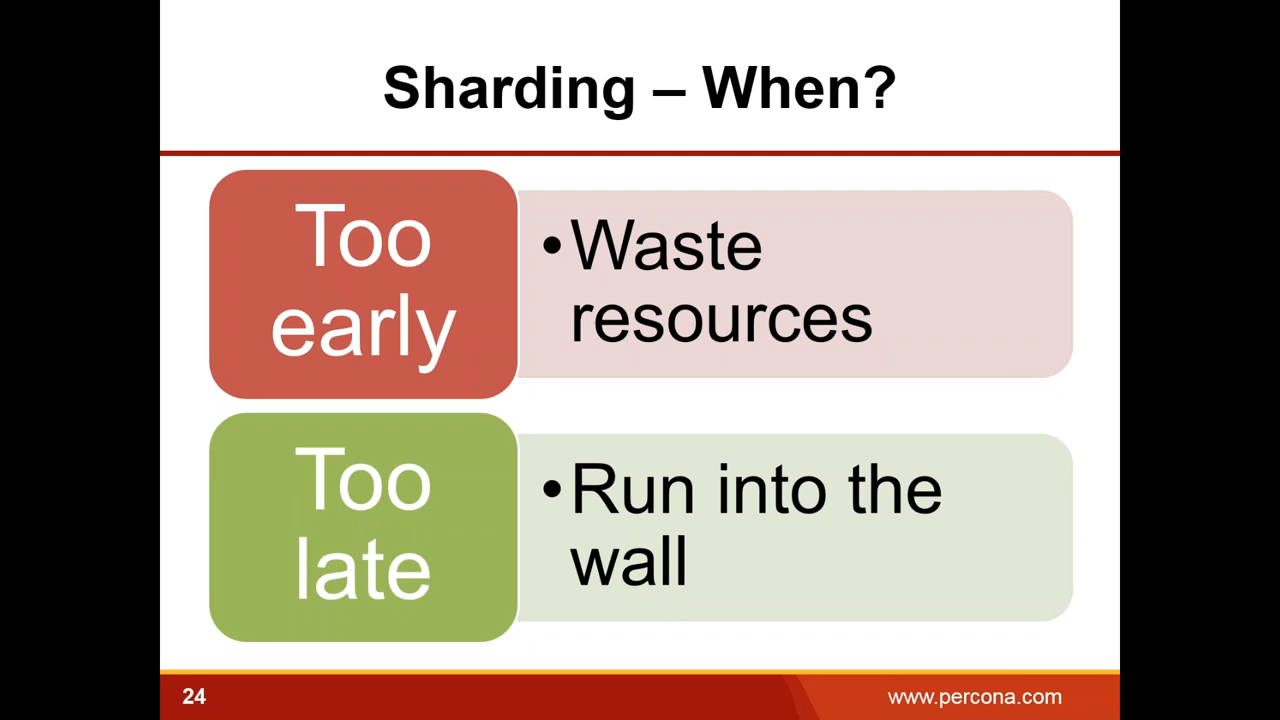 Sharding – When?
Too
early
•Waste
resources
Too
late
•Run into the
wall
24
www.percona.com